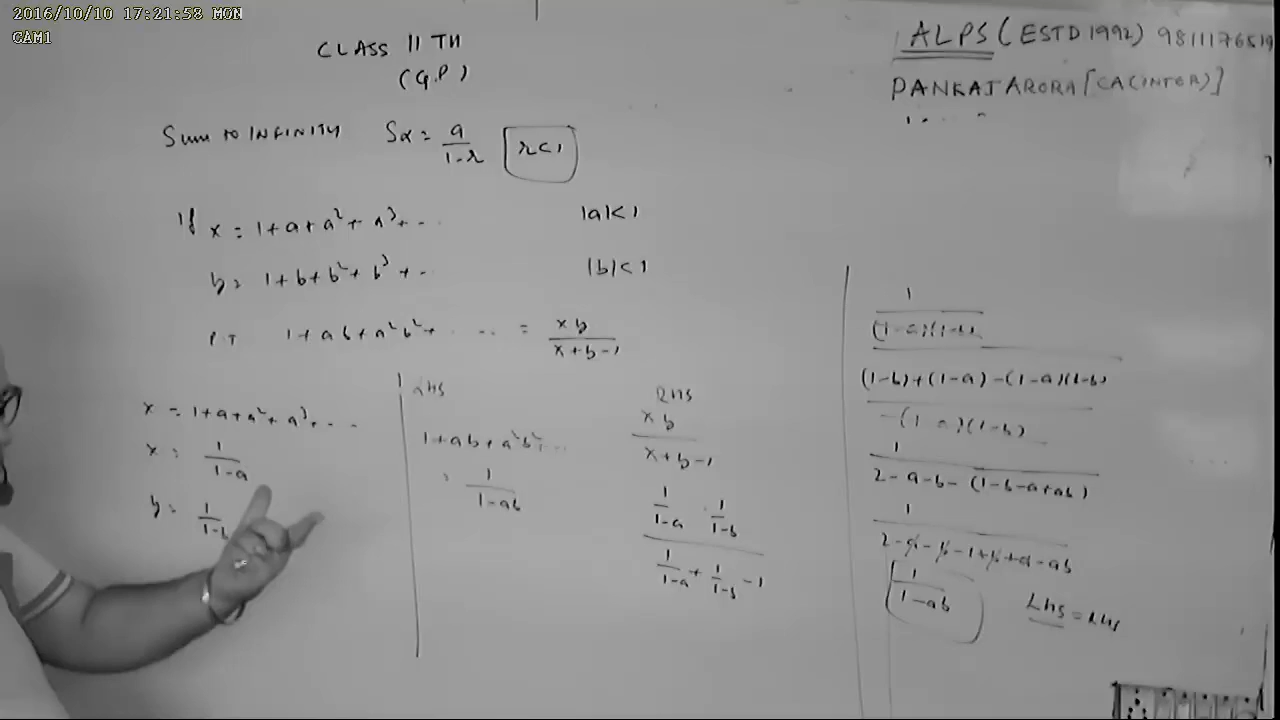 2016/10/10 17:21:58 MON
CAM1
CLASS 11 TH
(G.P)
ALPS (ESTD 1992) 9811176519
PANKAJ ARORA [CA (INTER)]
Sum to INFINITY S∝ = a/(1-r) r<1
If x = 1+a+a²+a³+... |a|<1
y = 1+b+b²+b³+.. |b|<1
PT 1+ab+a²b²+..... = xy/(x+y-1)
x = 1+a+a²+a³+...
x = 1/(1-a)
y = 1/(1-b
LHS
1+ab+a²b²+...
= 1/(1-ab)
RHS
xy/(x+y-1)
1/(1-a) · 1/(1-b)
1/(1-a) + 1/(1-b) -1
1
(1-a)(1-b)
(1-b)+(1-a)-(1-a)(1-b)
(1-a)(1-b)
1
2-a-b-(1-b-a+ab)
1
2-a-b-1+b+a-ab
1/(1-ab)
LHS = RHS